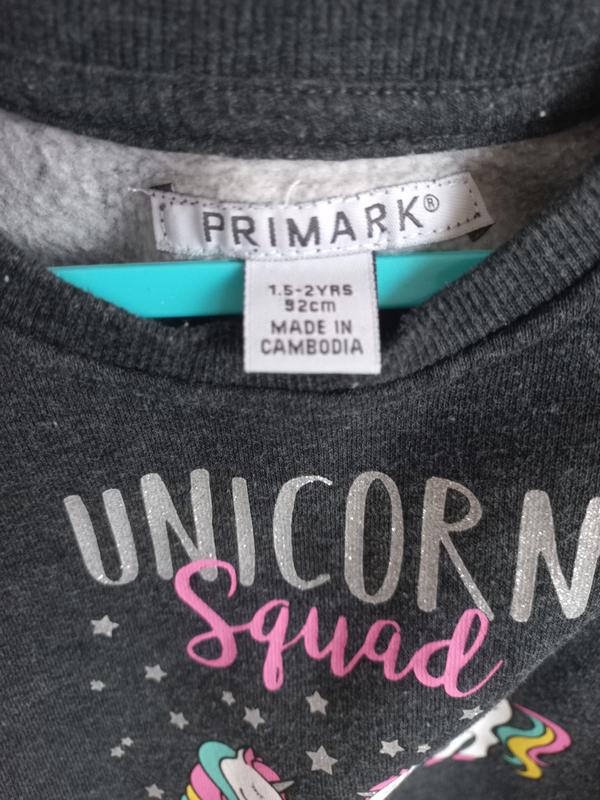 PRIMARK®
1.5-2YRS
92cm
MADE IN
CAMBODIA
UNICORN
Squad